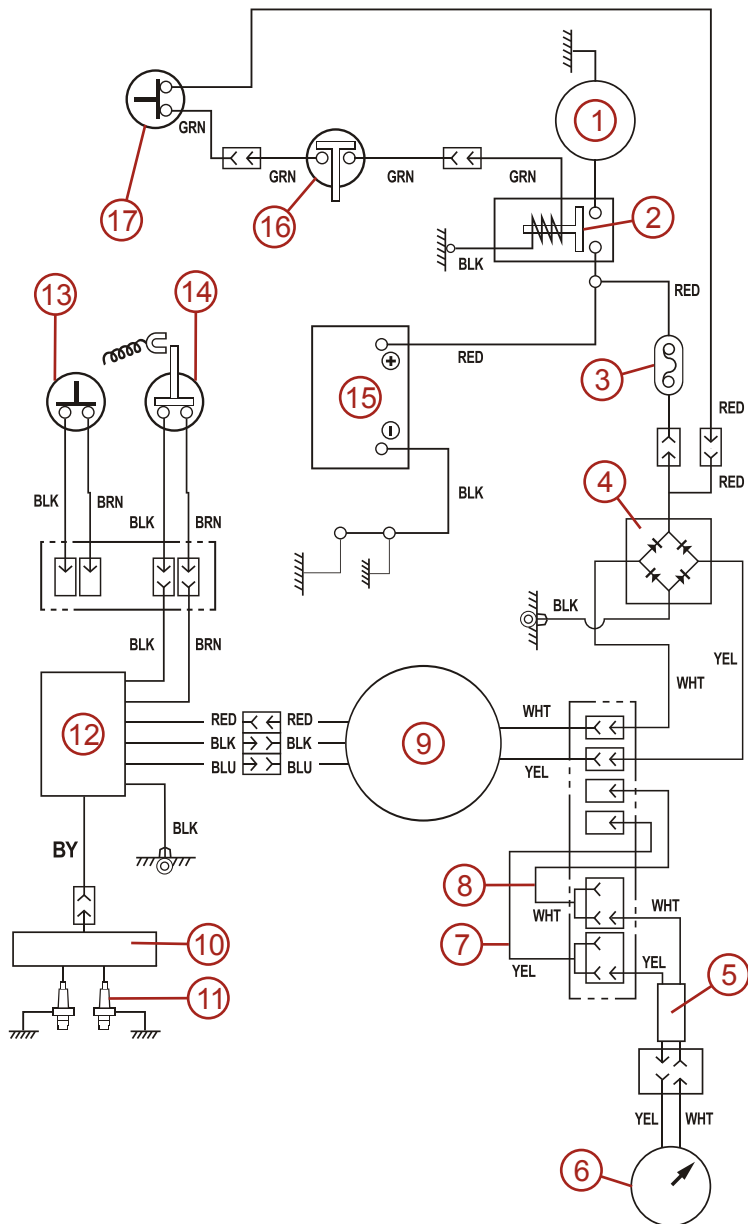 1
GRN
17
16
GRN
GRN
GRN
2
BLK
RED
13
14
3
RED
15
RED
RED
4
BLK
BLK
BRN
BLK
BRN
BLK
BLK
BRN
YEL
WHT
12
RED
RED
9
WHT
BLK
BLK
BLU
BLU
YEL
BLK
BY
8
WHT
WHT
10
7
YEL
YEL
5
11
YEL
WHT
6